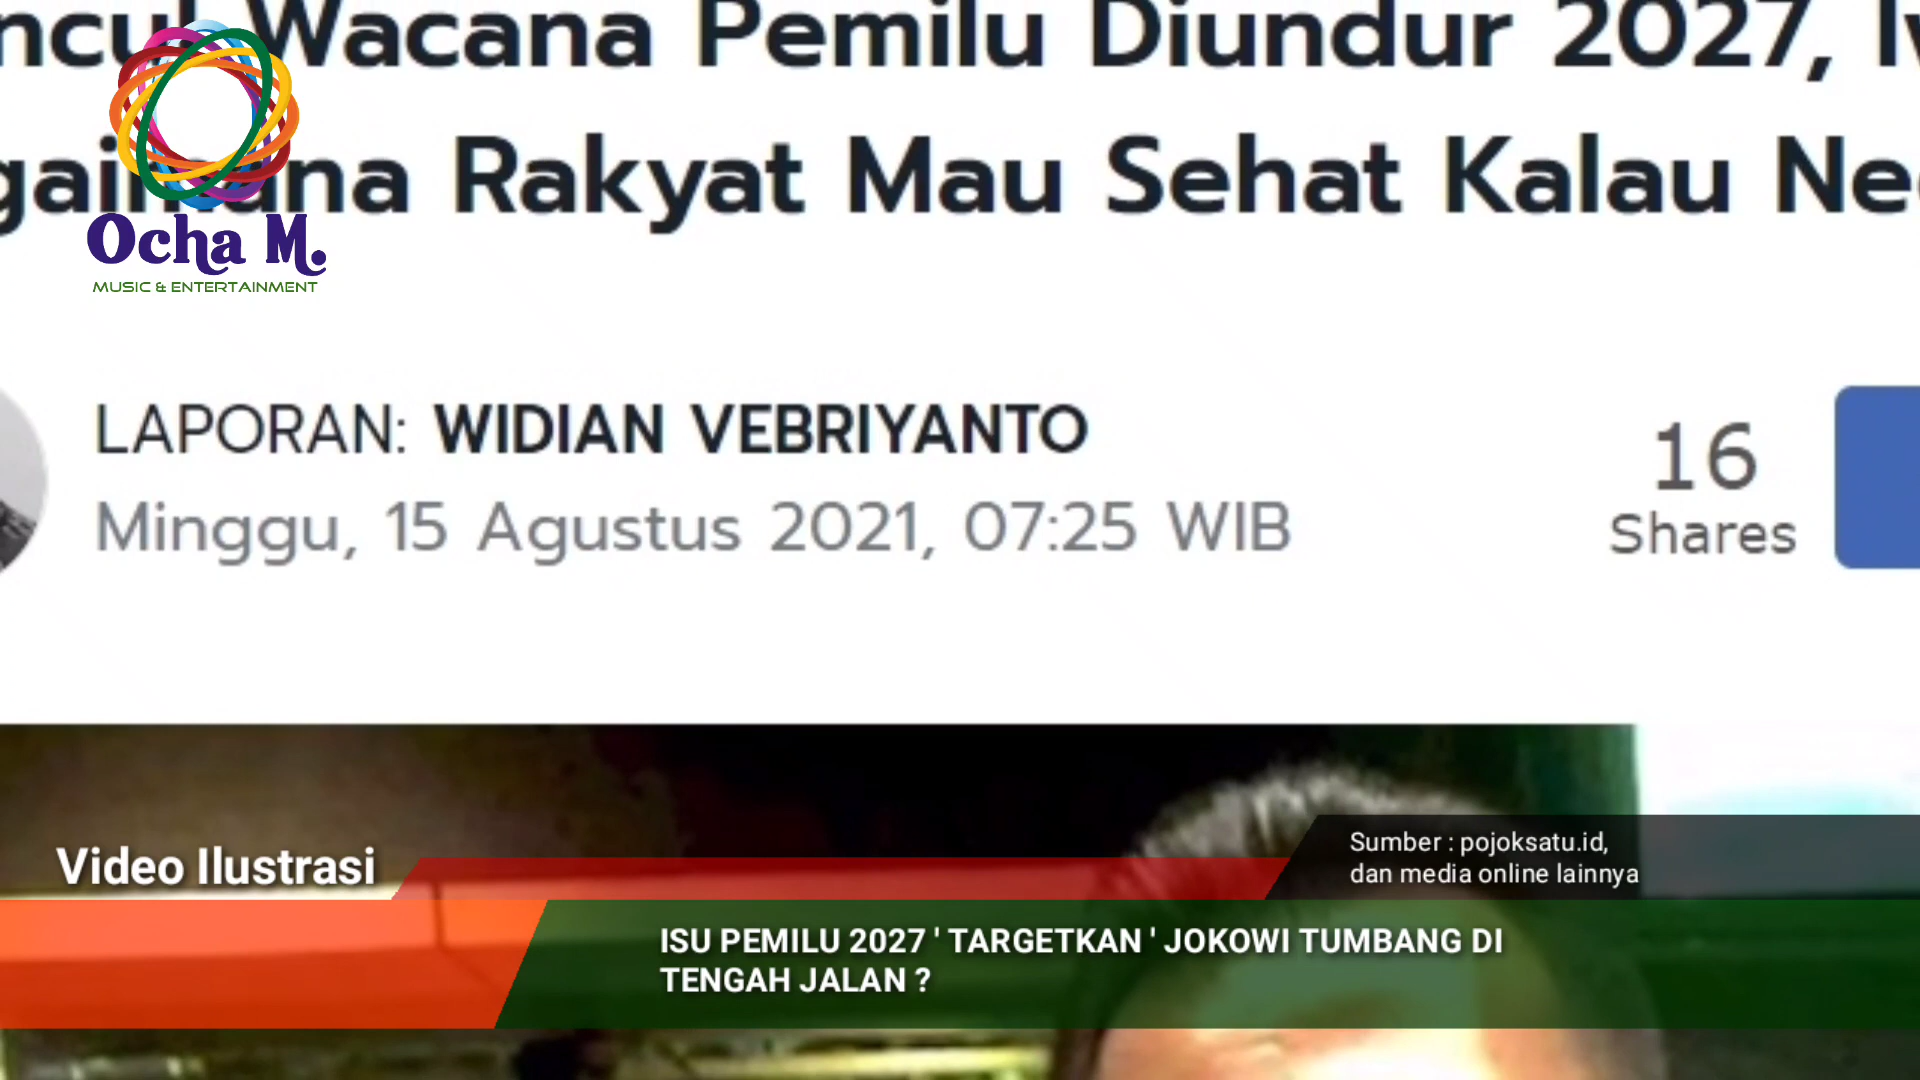 Wacana Pemilu Diundur 2027,
Rakyat Mau Sehat Kalau
Ocha M.
MUSIC & ENTERTAINMENT
LAPORAN: WIDIAN VEBRIYANTO
Minggu, 15 Agustus 2021, 07:25 WIB
16
Shares
Video Ilustrasi
Sumber : pojoksatu.id,
dan media online lainnya
ISU PEMILU 2027 ' TARGETKAN ' JOKOWI TUMBANG DI
TENGAH JALAN ?